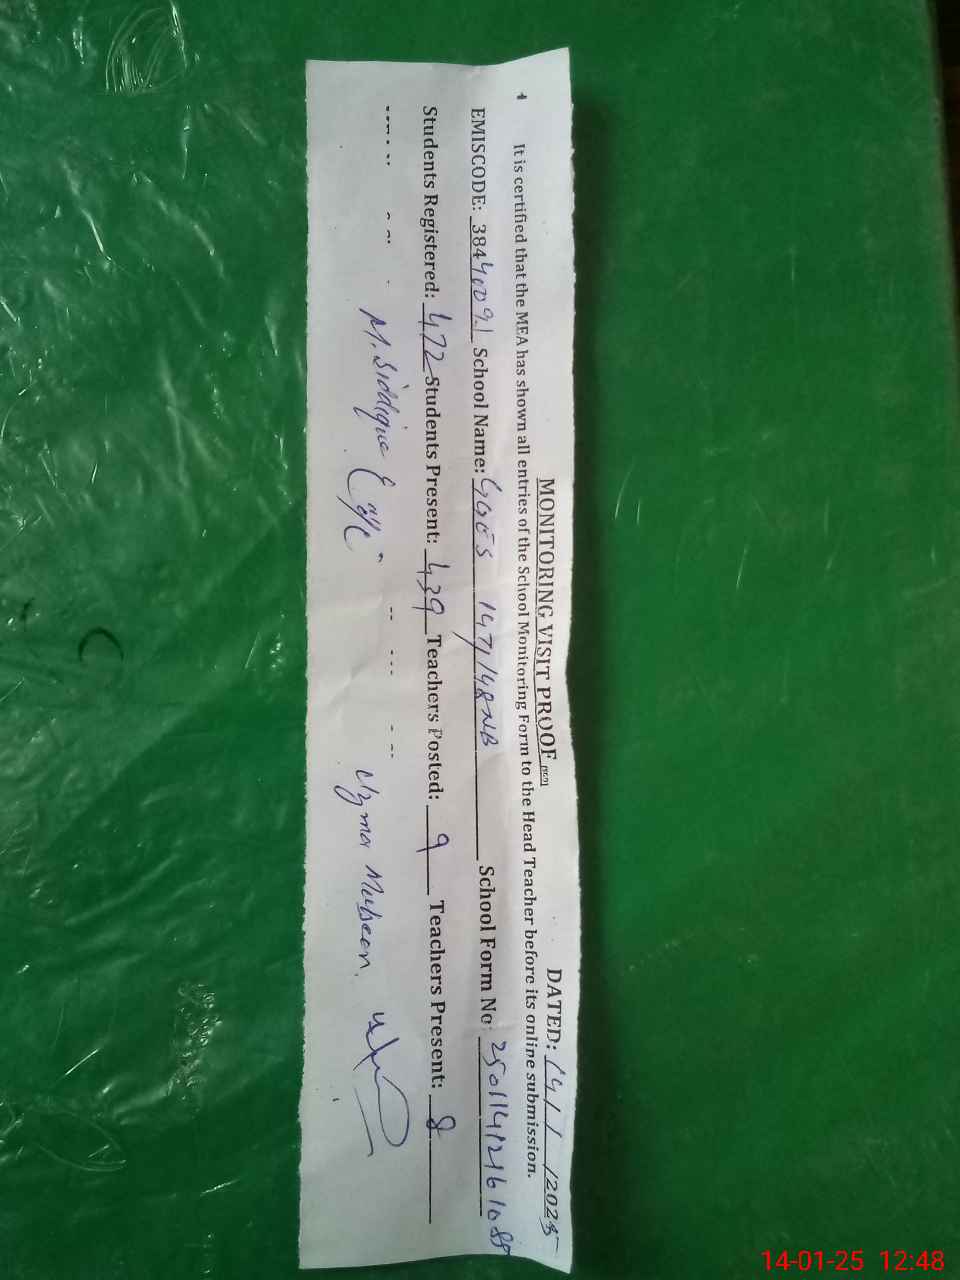 MONITORING VISIT PROOF
DATED: 14/1/2025
It is certified that the MEA has shown all entries of the School Monitoring Form to the Head Teacher before its online submission.
EMISCODE: 38440091 School Name: GGES 147/148NB School Form No: 25011412161088
Students Registered: 472 Students Present: 439 Teachers Posted: 9 Teachers Present: 8
M. Siddique Uzma Mubeen
14-01-25 12:48